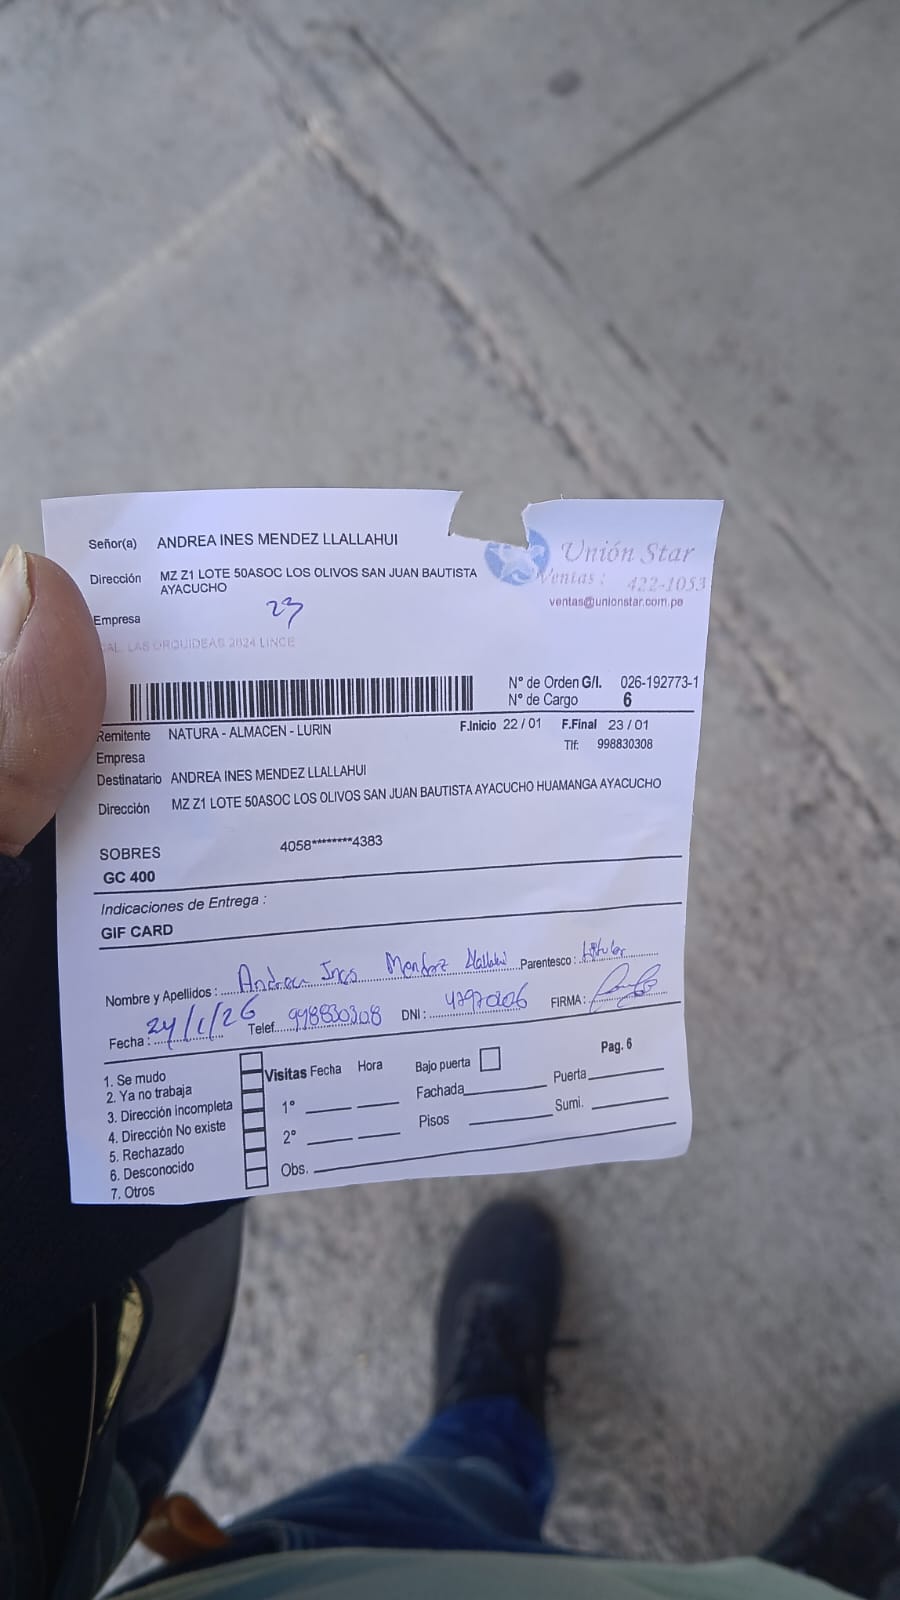 Señor(a) ANDREA INES MENDEZ LLALLAHUI
Unión Star
Ventas : 422-1053
ventas@unionstar.com.pe
Dirección MZ Z1 LOTE 50ASOC LOS OLIVOS SAN JUAN BAUTISTA
AYACUCHO
Empresa 23
CAL. LAS ORQUIDEAS 2624 LINCE
N° de Orden G/I. 026-192773-1
N° de Cargo 6
Remitente NATURA - ALMACEN - LURIN F.Inicio 22 / 01 F.Final 23 / 01
Empresa Tlf: 998830308
Destinatario ANDREA INES MENDEZ LLALLAHUI
Dirección MZ Z1 LOTE 50ASOC LOS OLIVOS SAN JUAN BAUTISTA AYACUCHO HUAMANGA AYACUCHO
SOBRES 4058********4383
GC 400
Indicaciones de Entrega :
GIF CARD
Nombre y Apellidos : Andrea Ines Mendez Llallahui Parentesco : titular
Fecha : 24/1/26 Telef. 998830308 DNI : FIRMA :
Pag. 6
1. Se mudo
2. Ya no trabaja
3. Dirección incompleta
4. Dirección No existe
5. Rechazado
6. Desconocido
7. Otros
Visitas Fecha Hora Bajo puerta
1° Fachada Puerta
2° Pisos Sumi.
Obs.